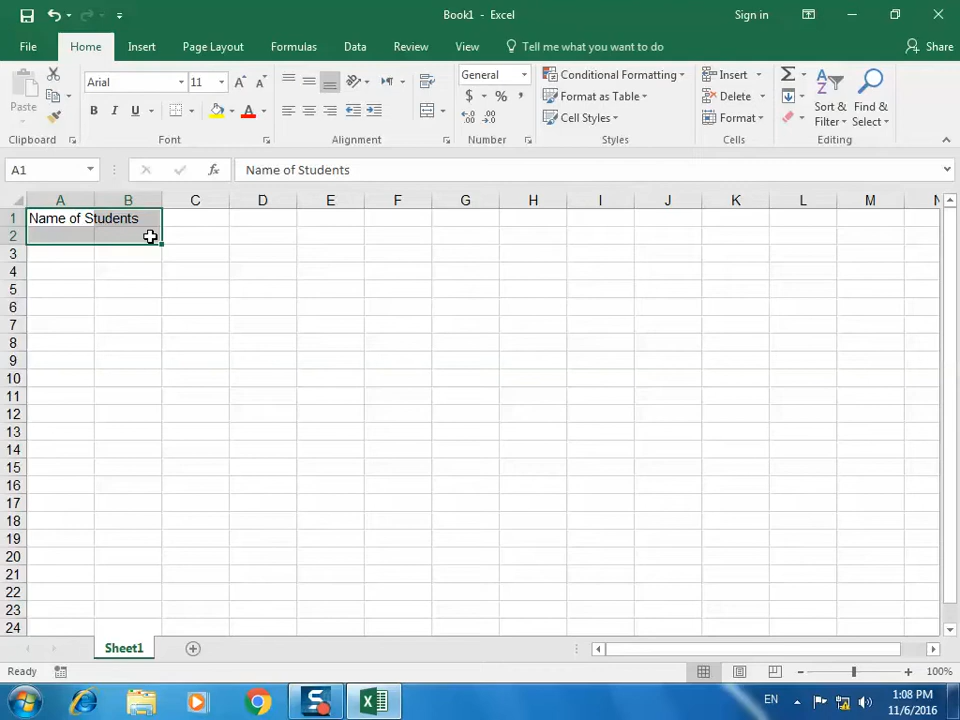 Book1 - Excel
Sign in
File
Home
Insert
Page Layout
Formulas
Data
Review
View
Tell me what you want to do
Share
Paste
Arial
11
A
A
B
I
U
A
General
$
%
,
Conditional Formatting
Format as Table
Cell Styles
Insert
Delete
Format
Sort & Filter
Find & Select
Clipboard
Font
Alignment
Number
Styles
Cells
Editing
A1
fx
Name of Students
A B C D E F G H I J K L M N
1 Name of Students
2
3
4
5
6
7
8
9
10
11
12
13
14
15
16
17
18
19
20
21
22
23
24
Sheet1
Ready
100%
EN
1:08 PM
11/6/2016